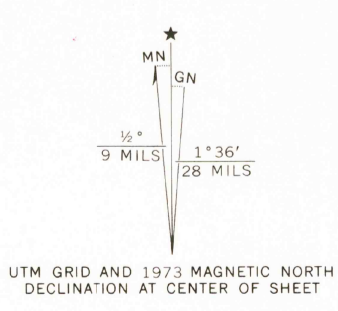 ★
MN
GN
½°
9 MILS
1°36′
28 MILS
UTM GRID AND 1973 MAGNETIC NORTH
DECLINATION AT CENTER OF SHEET